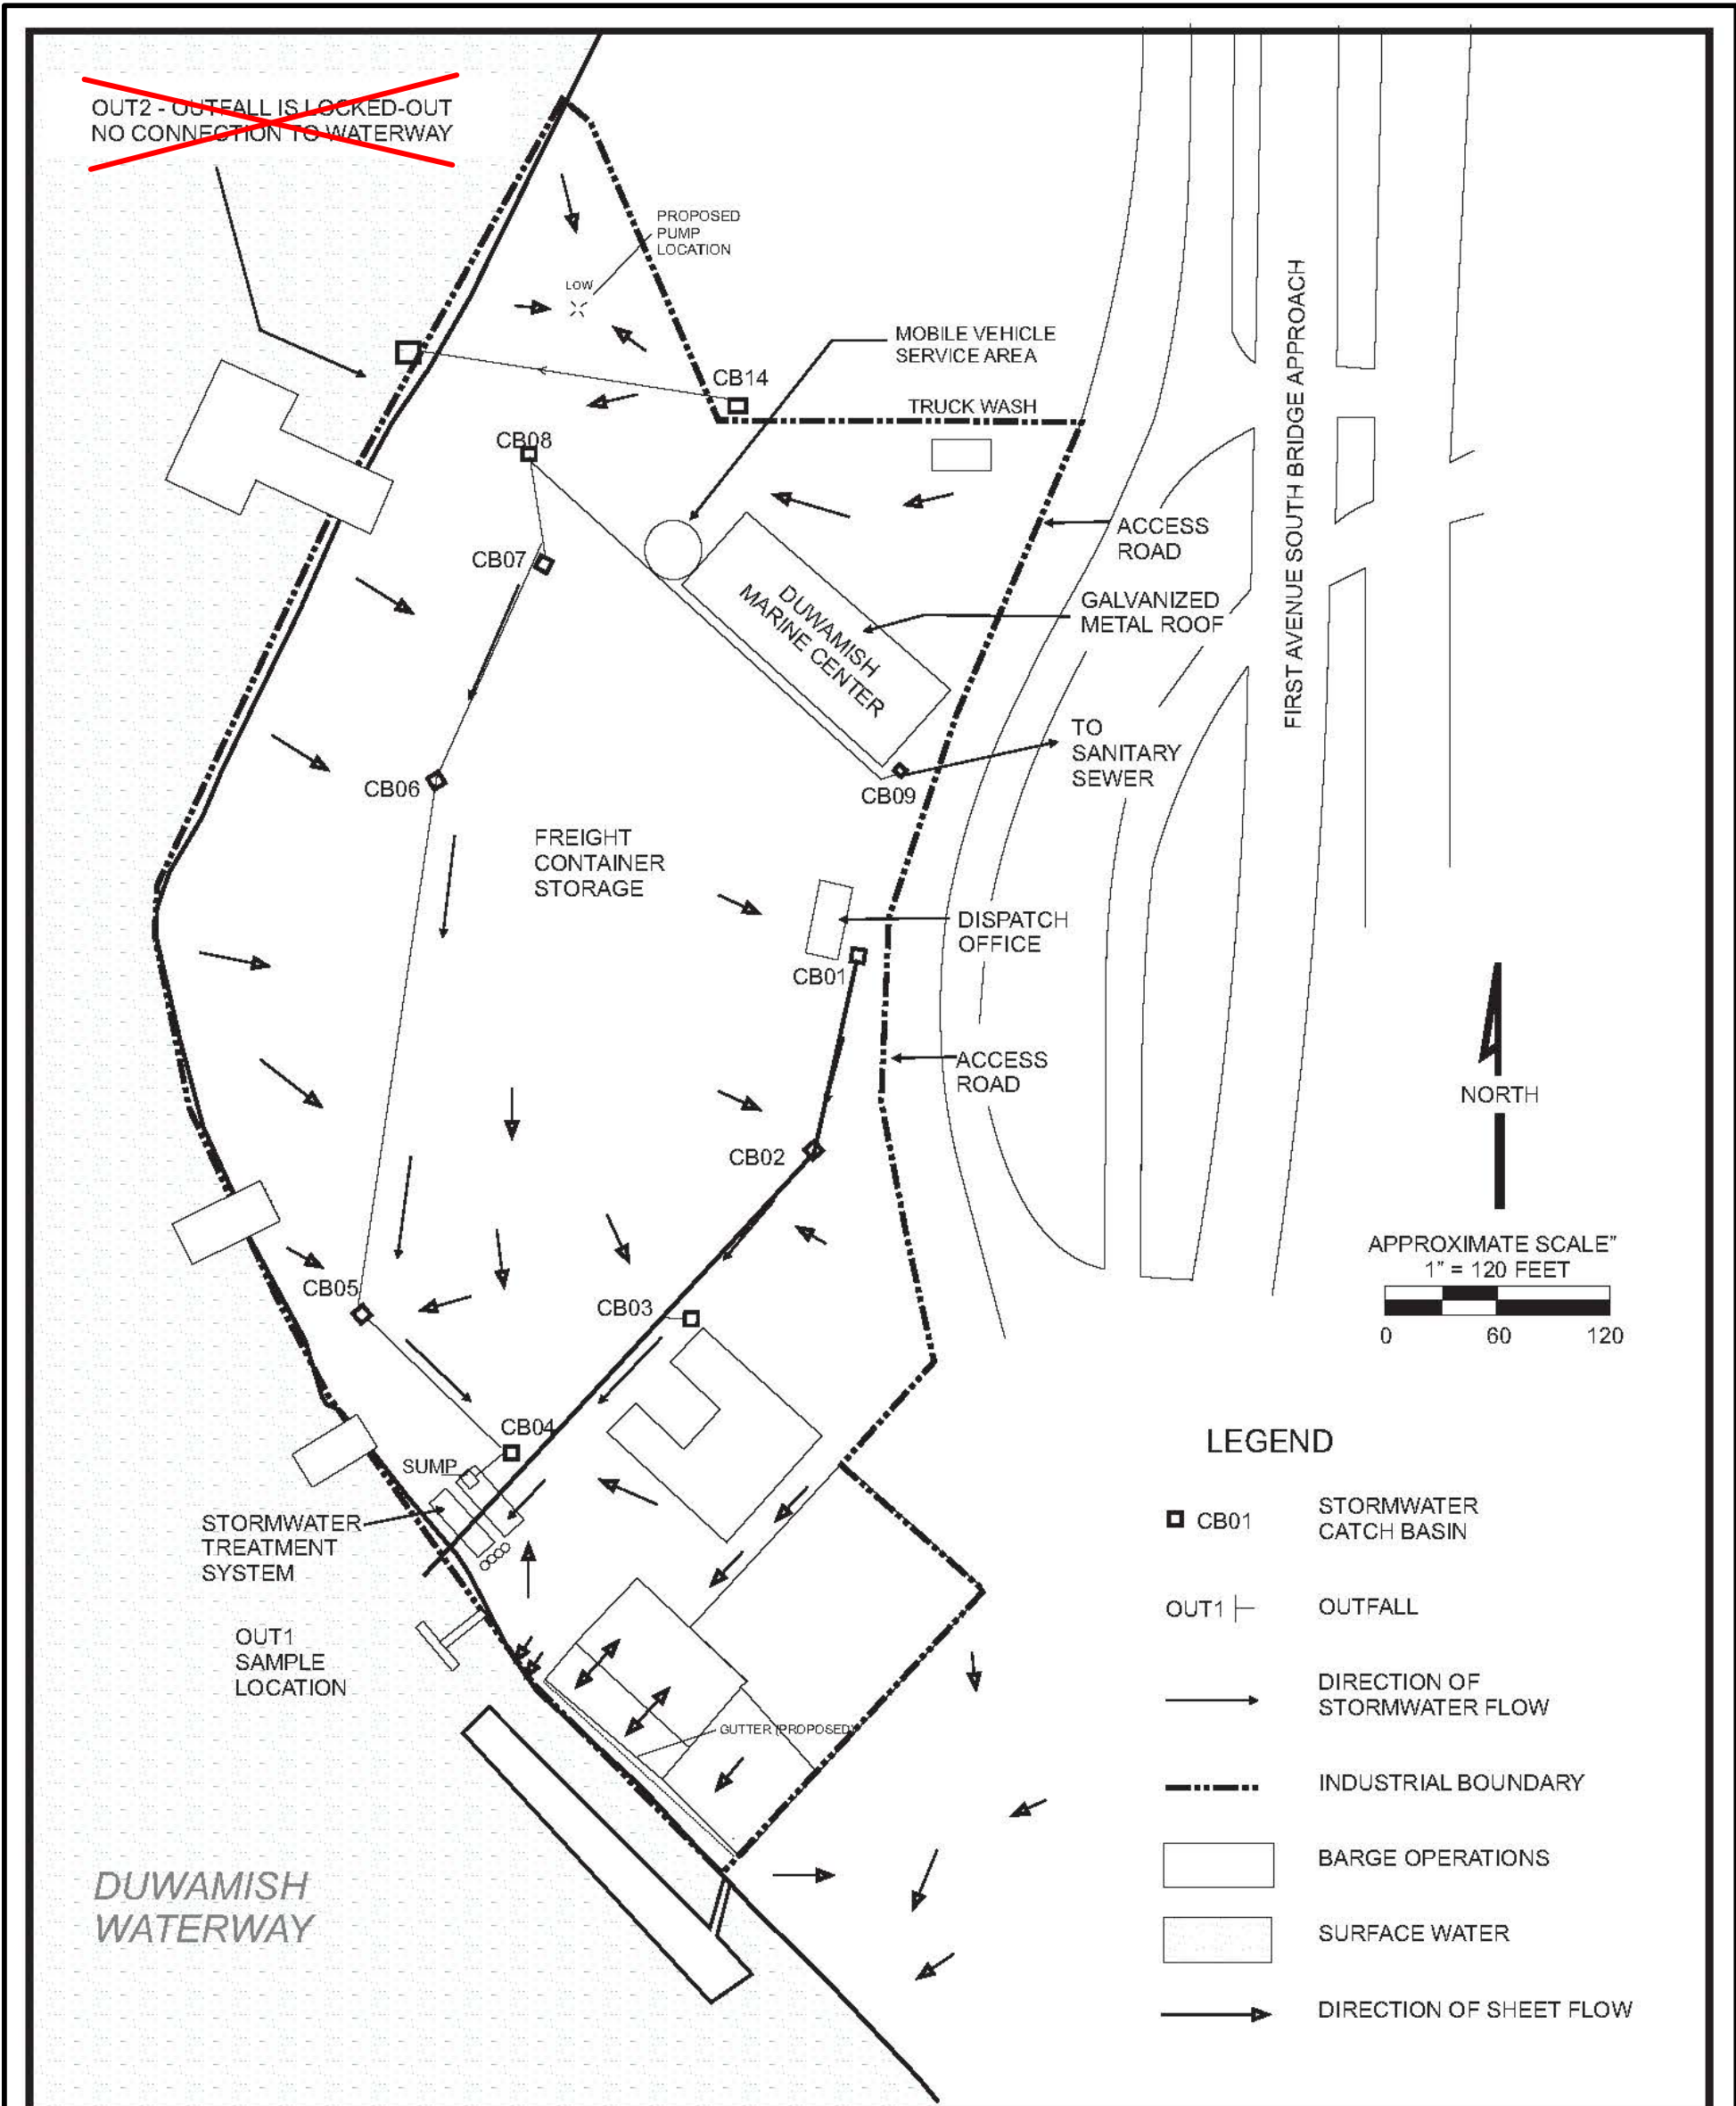 OUT2 - OUTFALL IS LOCKED-OUT
NO CONNECTION TO WATERWAY
PROPOSED
PUMP
LOCATION
LOW
MOBILE VEHICLE
SERVICE AREA
CB14
TRUCK WASH
CB08
CB07
ACCESS
ROAD
GALVANIZED
METAL ROOF
DUWAMISH
MARINE CENTER
FIRST AVENUE SOUTH BRIDGE APPROACH
TO
SANITARY
SEWER
CB06
CB09
FREIGHT
CONTAINER
STORAGE
DISPATCH
OFFICE
CB01
ACCESS
ROAD
NORTH
CB02
APPROXIMATE SCALE"
1" = 120 FEET
0 60 120
CB05
CB03
CB04
SUMP
STORMWATER
TREATMENT
SYSTEM
OUT1
SAMPLE
LOCATION
GUTTER (PROPOSED)
DUWAMISH
WATERWAY
LEGEND
CB01 STORMWATER
CATCH BASIN
OUT1 OUTFALL
DIRECTION OF
STORMWATER FLOW
INDUSTRIAL BOUNDARY
BARGE OPERATIONS
SURFACE WATER
DIRECTION OF SHEET FLOW